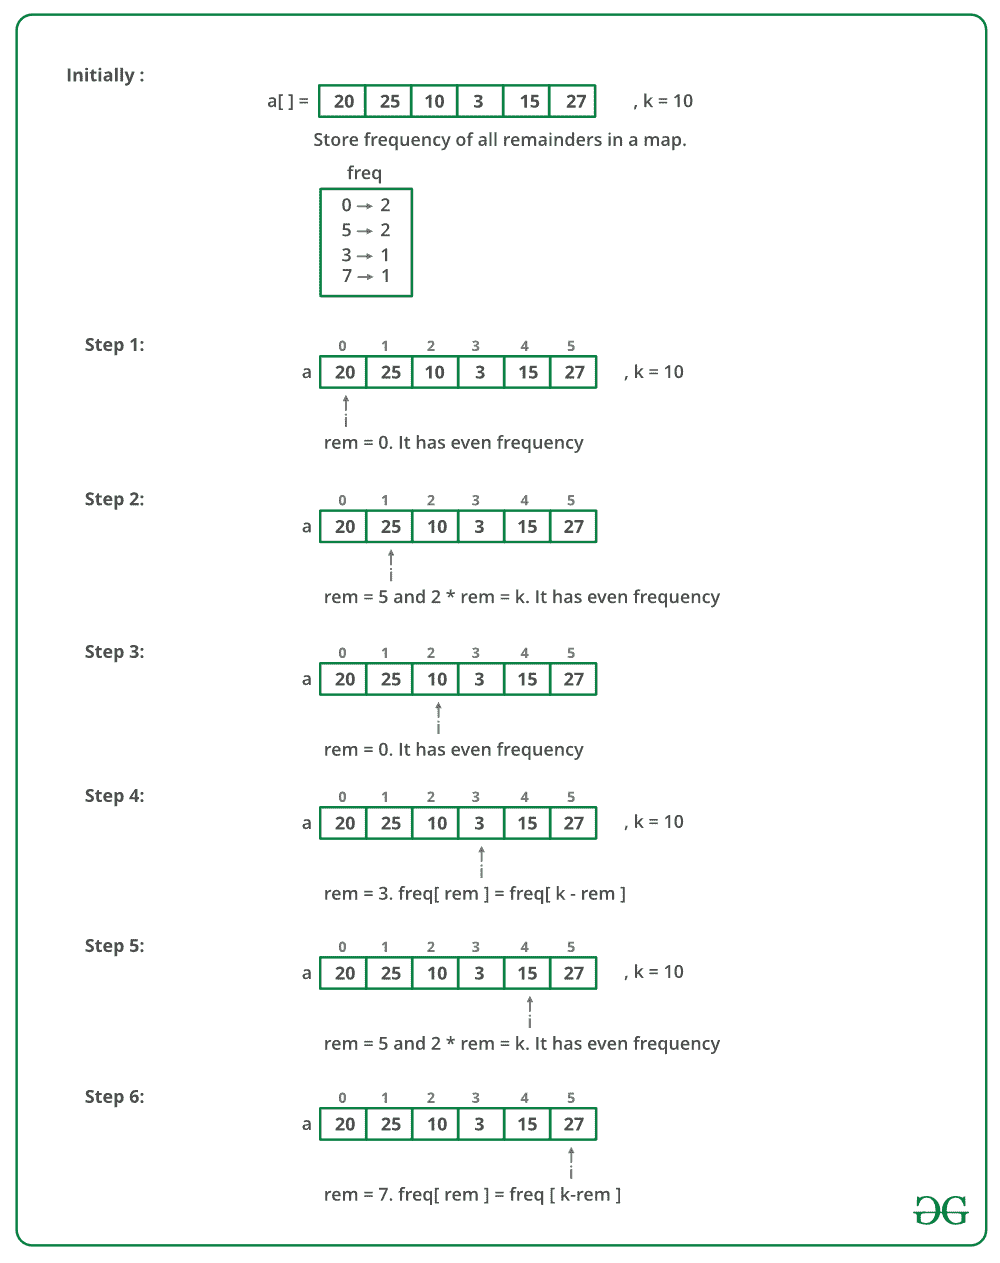 Initially :
a[ ] = 20 25 10 3 15 27 , k = 10
Store frequency of all remainders in a map.
freq
0 → 2
5 → 2
3 → 1
7 → 1
Step 1:
0 1 2 3 4 5
a 20 25 10 3 15 27 , k = 10
i
rem = 0. It has even frequency
Step 2:
0 1 2 3 4 5
a 20 25 10 3 15 27
i
rem = 5 and 2 * rem = k. It has even frequency
Step 3:
0 1 2 3 4 5
a 20 25 10 3 15 27
i
rem = 0. It has even frequency
Step 4:
0 1 2 3 4 5
a 20 25 10 3 15 27 , k = 10
i
rem = 3. freq[ rem ] = freq[ k - rem ]
Step 5:
0 1 2 3 4 5
a 20 25 10 3 15 27 , k = 10
i
rem = 5 and 2 * rem = k. It has even frequency
Step 6:
0 1 2 3 4 5
a 20 25 10 3 15 27
i
rem = 7. freq[ rem ] = freq [ k-rem ]